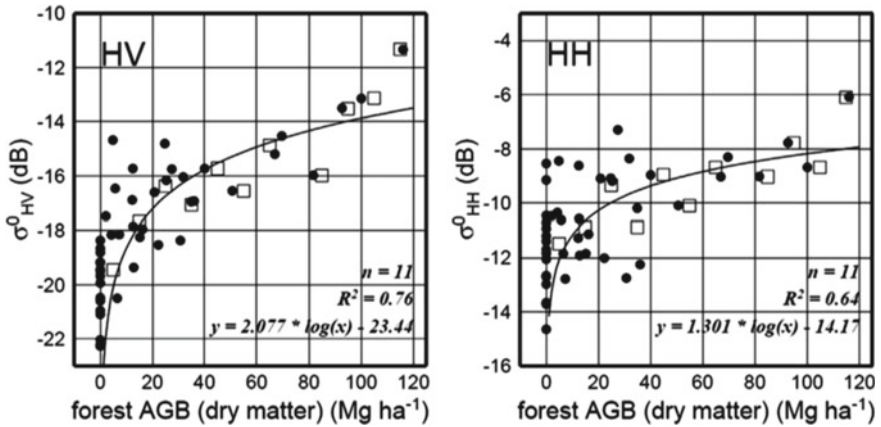 HV
-10
-12
-14
-16
-18
-20
-22
σ⁰HV (dB)
n = 11
R² = 0.76
y = 2.077 * log(x) - 23.44
0 20 40 60 80 100 120
forest AGB (dry matter) (Mg ha⁻¹)
HH
-4
-6
-8
-10
-12
-14
-16
σ⁰HH (dB)
n = 11
R² = 0.64
y = 1.301 * log(x) - 14.17
0 20 40 60 80 100 120
forest AGB (dry matter) (Mg ha⁻¹)